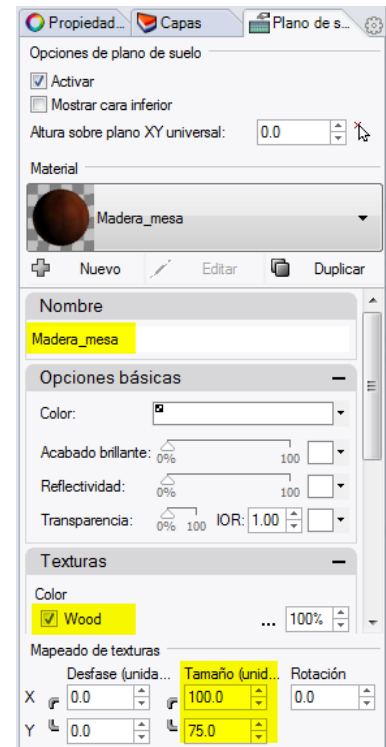 Propiedad... Capas Plano de s...
Opciones de plano de suelo
Activar
Mostrar cara inferior
Altura sobre plano XY universal: 0.0
Material
Madera_mesa
Nuevo Editar Duplicar
Nombre
Madera_mesa
Opciones básicas
Color:
Acabado brillante: 0% 100
Reflectividad: 0% 100
Transparencia: 0% 100 IOR: 1.00
Texturas
Color
Wood ... 100%
Mapeado de texturas
Desfase (unida... Tamaño (unid... Rotación
X 0.0 100.0 0.0
Y 0.0 75.0